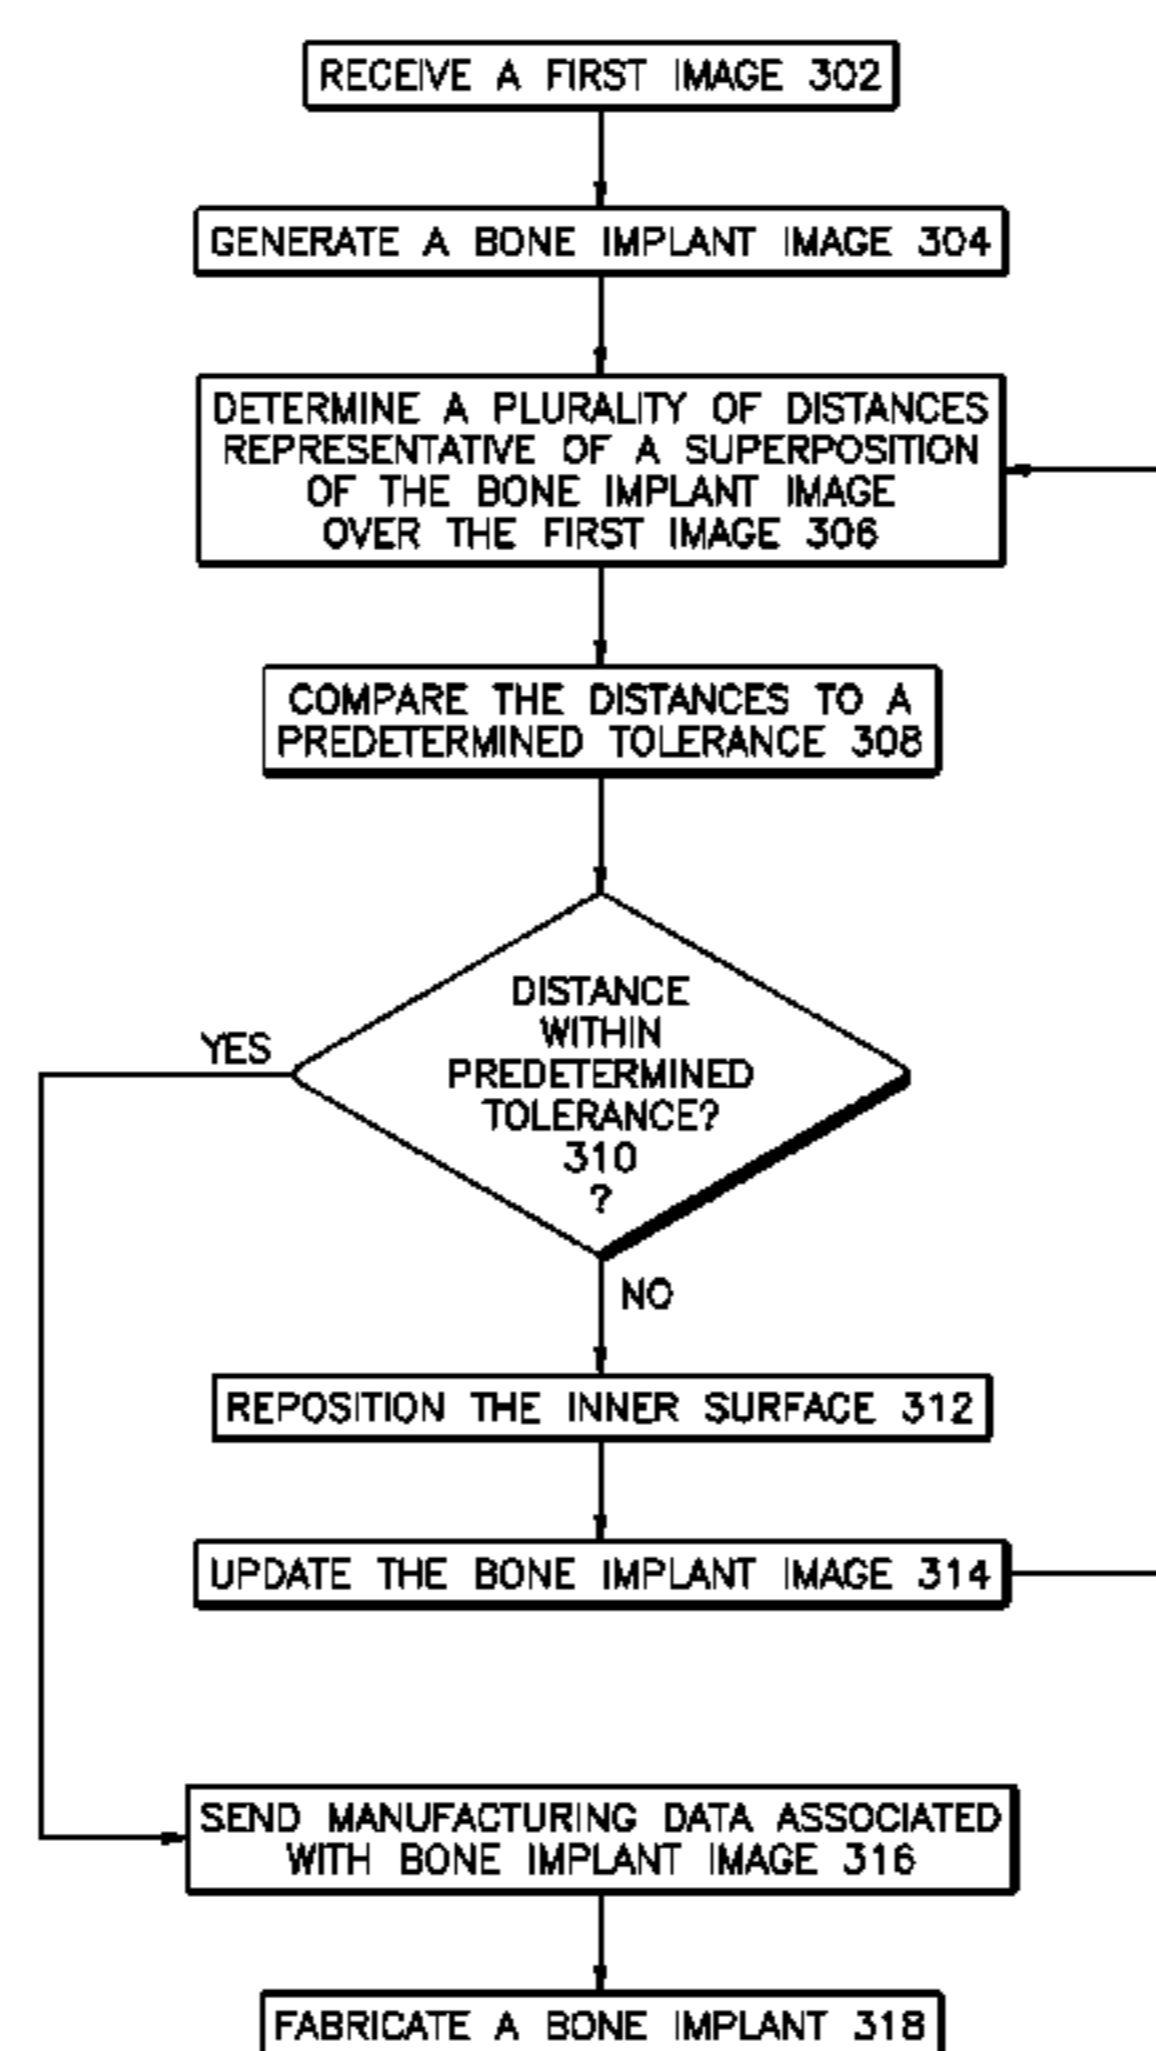 RECEIVE A FIRST IMAGE 302
GENERATE A BONE IMPLANT IMAGE 304
DETERMINE A PLURALITY OF DISTANCES
REPRESENTATIVE OF A SUPERPOSITION
OF THE BONE IMPLANT IMAGE
OVER THE FIRST IMAGE 306
COMPARE THE DISTANCES TO A
PREDETERMINED TOLERANCE 308
DISTANCE
WITHIN
PREDETERMINED
TOLERANCE?
310
?
YES
NO
REPOSITION THE INNER SURFACE 312
UPDATE THE BONE IMPLANT IMAGE 314
SEND MANUFACTURING DATA ASSOCIATED
WITH BONE IMPLANT IMAGE 316
FABRICATE A BONE IMPLANT 318